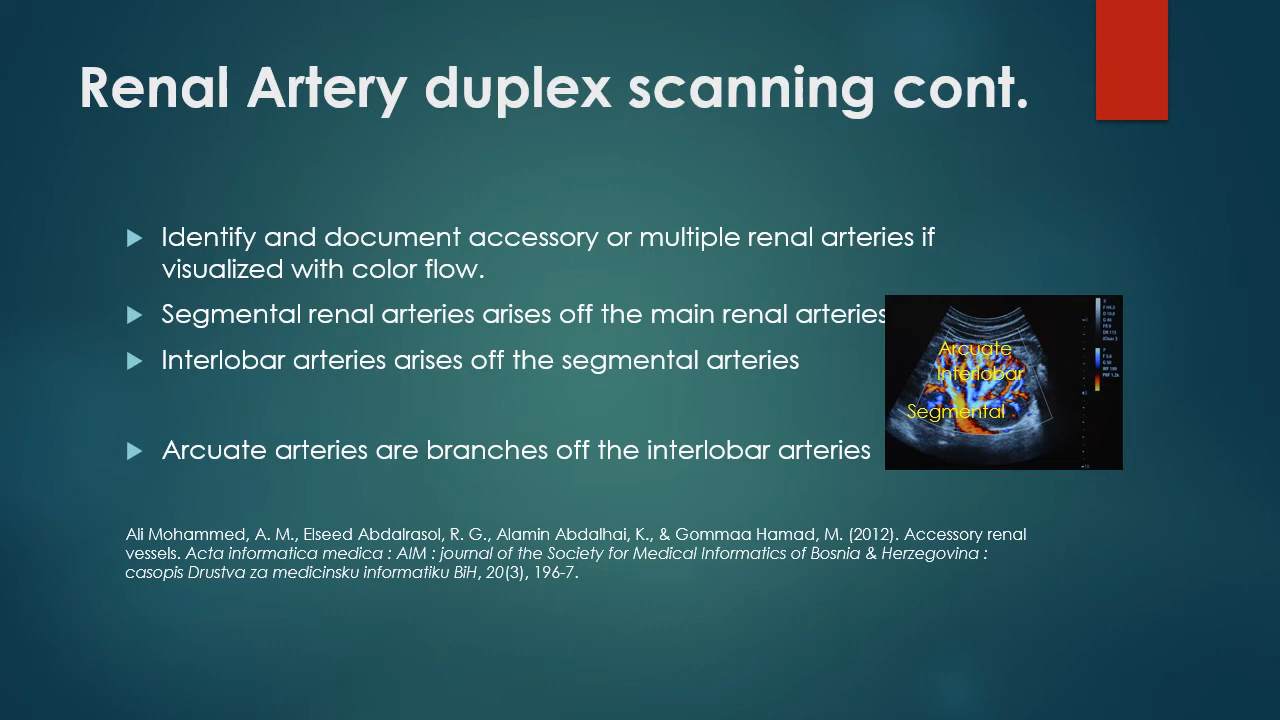 Renal Artery duplex scanning cont.
Identify and document accessory or multiple renal arteries if
visualized with color flow.
Segmental renal arteries arises off the main renal arteries
Interlobar arteries arises off the segmental arteries
Arcuate
Interlobar
Segmental
Arcuate arteries are branches off the interlobar arteries
Ali Mohammed, A. M., Elseed Abdalrasol, R. G., Alamin Abdalhai, K., & Gommaa Hamad, M. (2012). Accessory renal
vessels. Acta informatica medica : AIM : journal of the Society for Medical Informatics of Bosnia & Herzegovina :
casopis Drustva za medicinsku informatiku BiH, 20(3), 196-7.